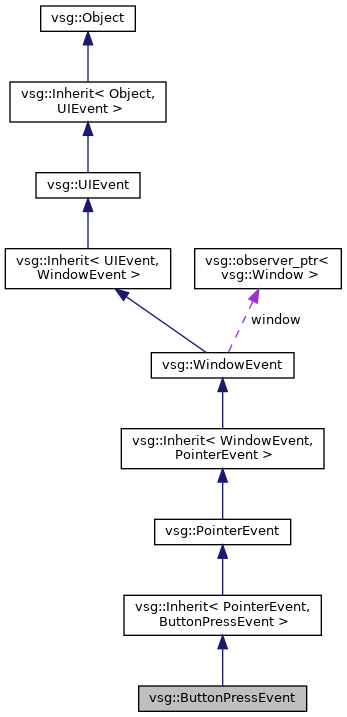 vsg::Object
vsg::Inherit< Object,
UIEvent >
vsg::UIEvent
vsg::Inherit< UIEvent,
WindowEvent >
vsg::observer_ptr<
vsg::Window >
window
vsg::WindowEvent
vsg::Inherit< WindowEvent,
PointerEvent >
vsg::PointerEvent
vsg::Inherit< PointerEvent,
ButtonPressEvent >
vsg::ButtonPressEvent